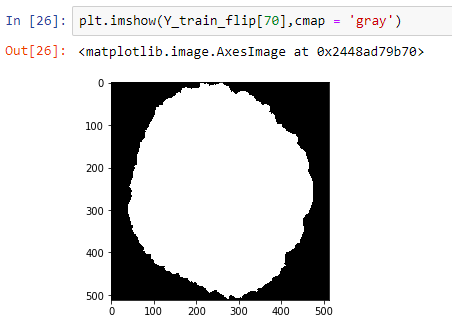 In [26]: plt.imshow(Y_train_flip[70],cmap = 'gray')
Out[26]: <matplotlib.image.AxesImage at 0x2448ad79b70>
0
100
200
300
400
500
0 100 200 300 400 500